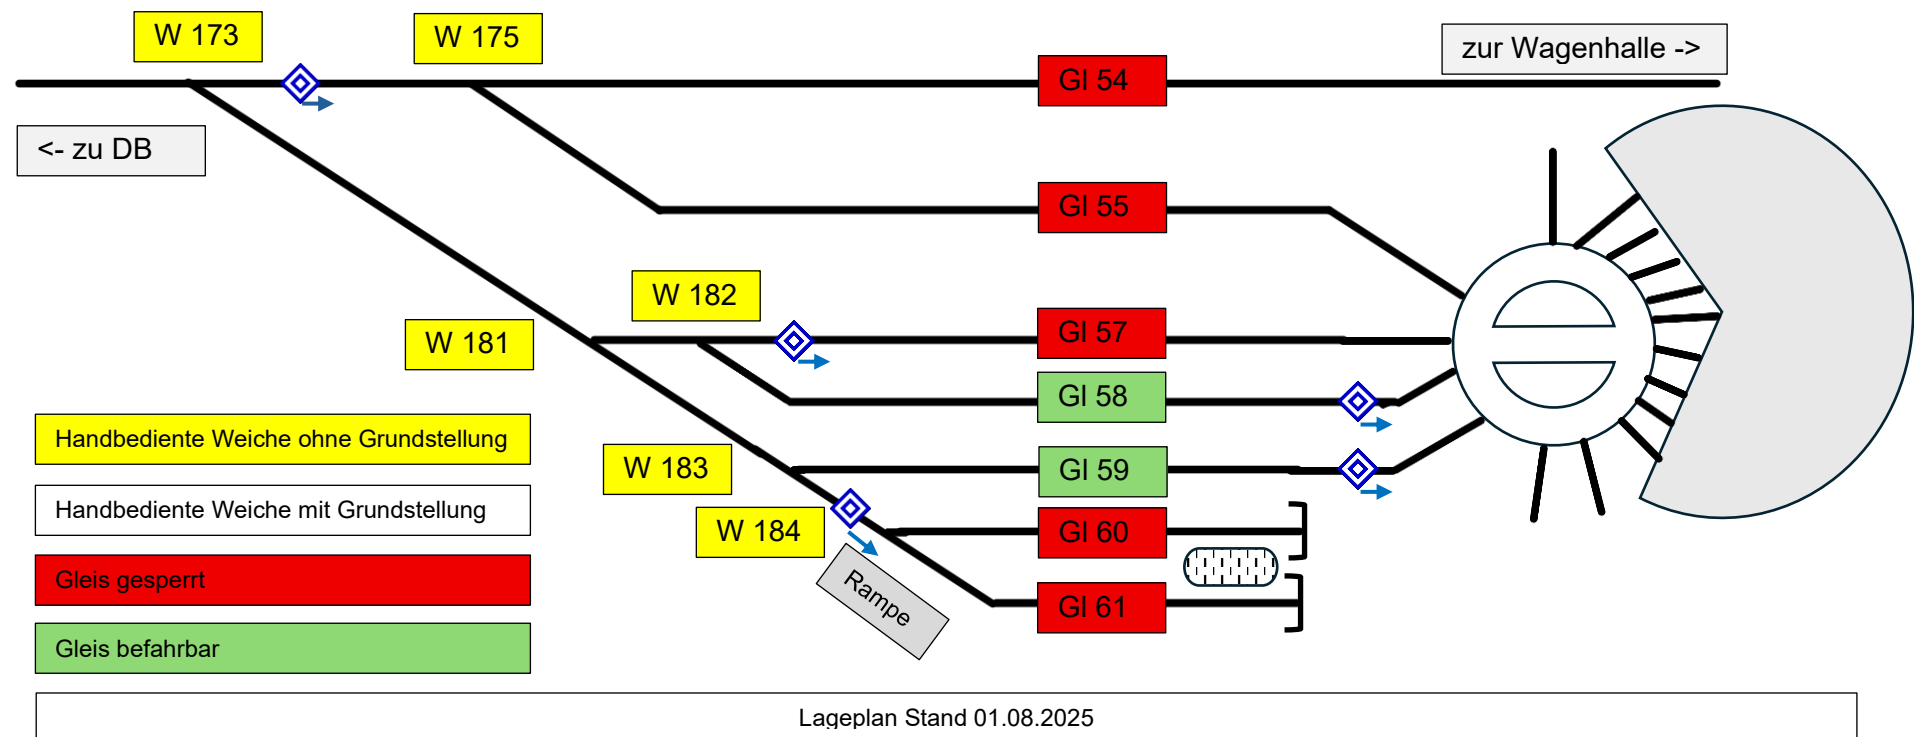 W 173
W 175
zur Wagenhalle ->
Gl 54
<- zu DB
Gl 55
W 182
W 181
Gl 57
Gl 58
Handbediente Weiche ohne Grundstellung
W 183
Gl 59
Handbediente Weiche mit Grundstellung
W 184
Gl 60
Rampe
Gleis gesperrt
Gl 61
Gleis befahrbar
Lageplan Stand 01.08.2025